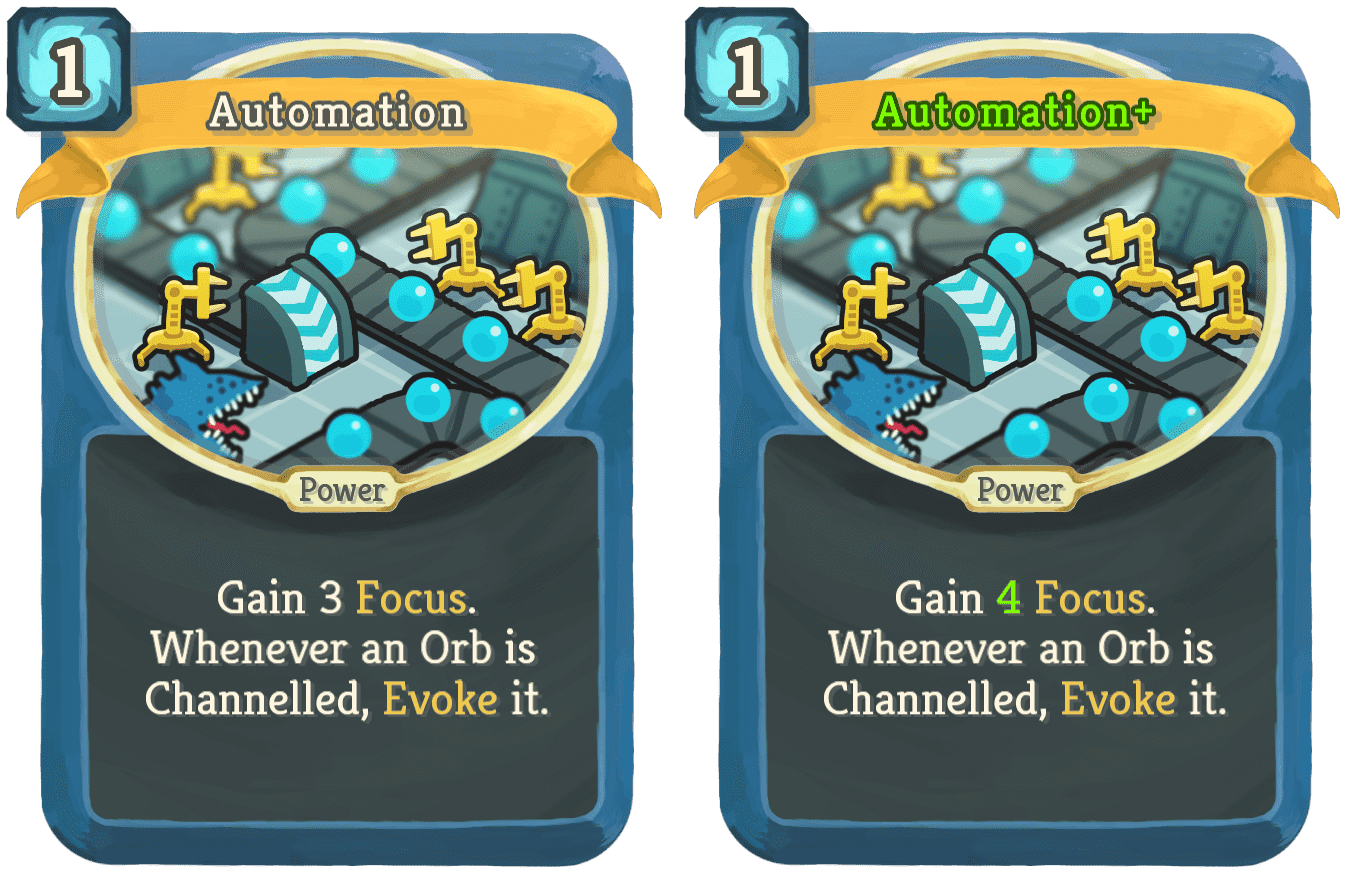 1
Automation
Power
Gain 3 Focus.
Whenever an Orb is
Channelled, Evoke it.
1
Automation+
Power
Gain 4 Focus.
Whenever an Orb is
Channelled, Evoke it.